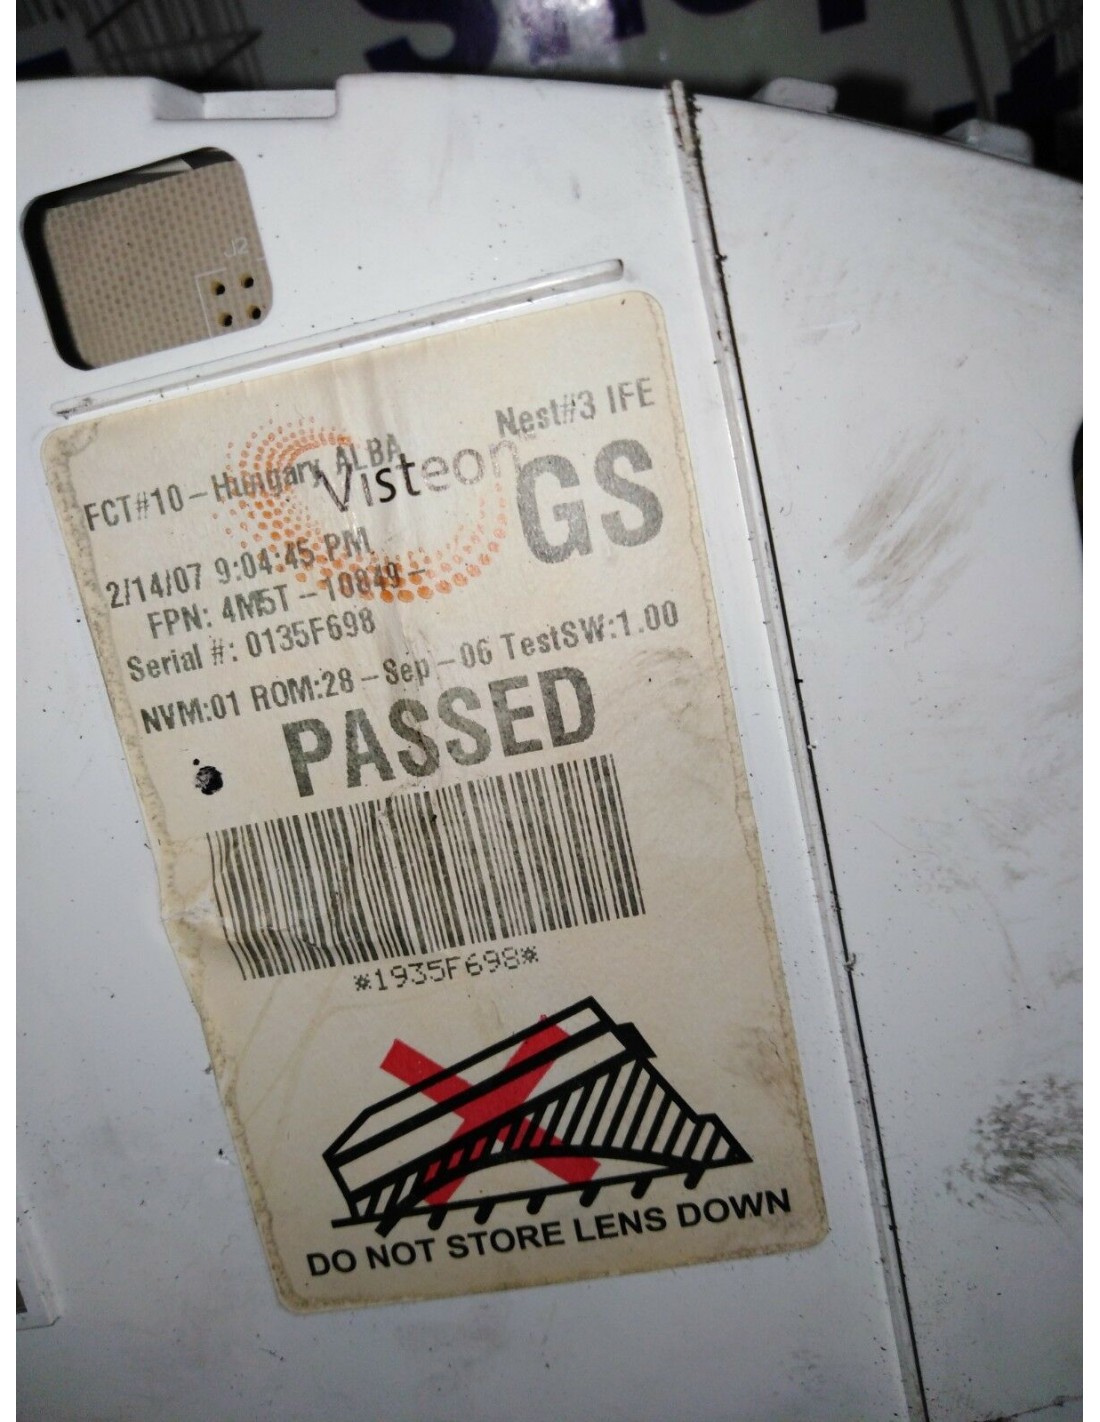 J2
Nest#3 IFE
Visteon
GS
FCT#10-Hungary ALBA
2/14/07 9:04:45 PM
FPN: 4M5T-10849-
Serial #: 0135F698
NVM:01 ROM:28-Sep-06 TestSW:1.00
PASSED
*1935F698*
DO NOT STORE LENS DOWN